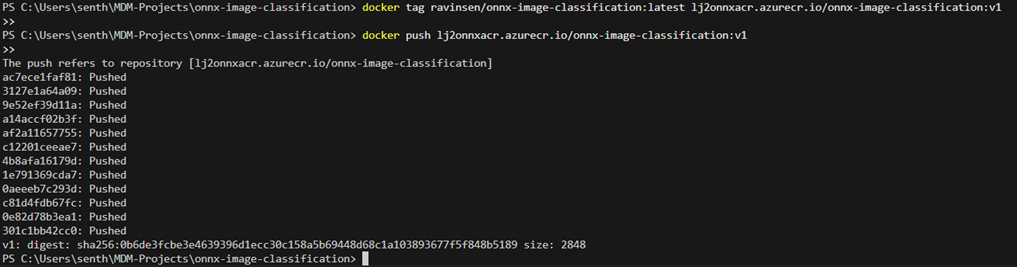 PS C:\Users\senth\MDM-Projects\onnx-image-classification> docker tag ravinsen/onnx-image-classification:latest lj2onnxacr.azurecr.io/onnx-image-classification:v1
>>
PS C:\Users\senth\MDM-Projects\onnx-image-classification> docker push lj2onnxacr.azurecr.io/onnx-image-classification:v1
>>
The push refers to repository [lj2onnxacr.azurecr.io/onnx-image-classification]
ac7ece1faf81: Pushed
3127e1a64a09: Pushed
9e52ef39d11a: Pushed
a14accf02b3f: Pushed
af2a11657755: Pushed
c12201ceeae7: Pushed
4b8afa16179d: Pushed
1e791369cda7: Pushed
0aeeeb7c293d: Pushed
c81d4fdb67fc: Pushed
0e82d78b3ea1: Pushed
301c1bb42cc0: Pushed
v1: digest: sha256:0b6de3fcbe3e4639396d1ecc30c158a5b69448d68c1a103893677f5f848b5189 size: 2848
PS C:\Users\senth\MDM-Projects\onnx-image-classification>